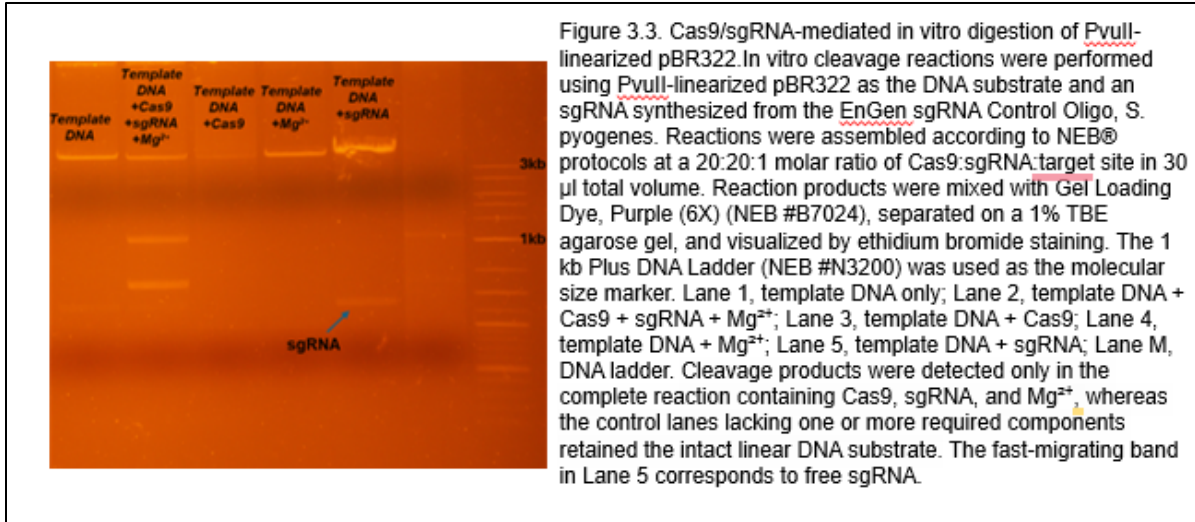 Template
DNA
Template
DNA
+Cas9
+sgRNA
+Mg²⁺
Template
DNA
+Cas9
Template
DNA
+Mg²⁺
Template
DNA
+sgRNA
3kb
1kb
sgRNA
Figure 3.3. Cas9/sgRNA-mediated in vitro digestion of PvuII-
linearized pBR322.In vitro cleavage reactions were performed
using PvuII-linearized pBR322 as the DNA substrate and an
sgRNA synthesized from the EnGen sgRNA Control Oligo, S.
pyogenes. Reactions were assembled according to NEB®
protocols at a 20:20:1 molar ratio of Cas9:sgRNA:target site in 30
µl total volume. Reaction products were mixed with Gel Loading
Dye, Purple (6X) (NEB #B7024), separated on a 1% TBE
agarose gel, and visualized by ethidium bromide staining. The 1
kb Plus DNA Ladder (NEB #N3200) was used as the molecular
size marker. Lane 1, template DNA only; Lane 2, template DNA +
Cas9 + sgRNA + Mg²⁺; Lane 3, template DNA + Cas9; Lane 4,
template DNA + Mg²⁺; Lane 5, template DNA + sgRNA; Lane M,
DNA ladder. Cleavage products were detected only in the
complete reaction containing Cas9, sgRNA, and Mg²⁺, whereas
the control lanes lacking one or more required components
retained the intact linear DNA substrate. The fast-migrating band
in Lane 5 corresponds to free sgRNA.